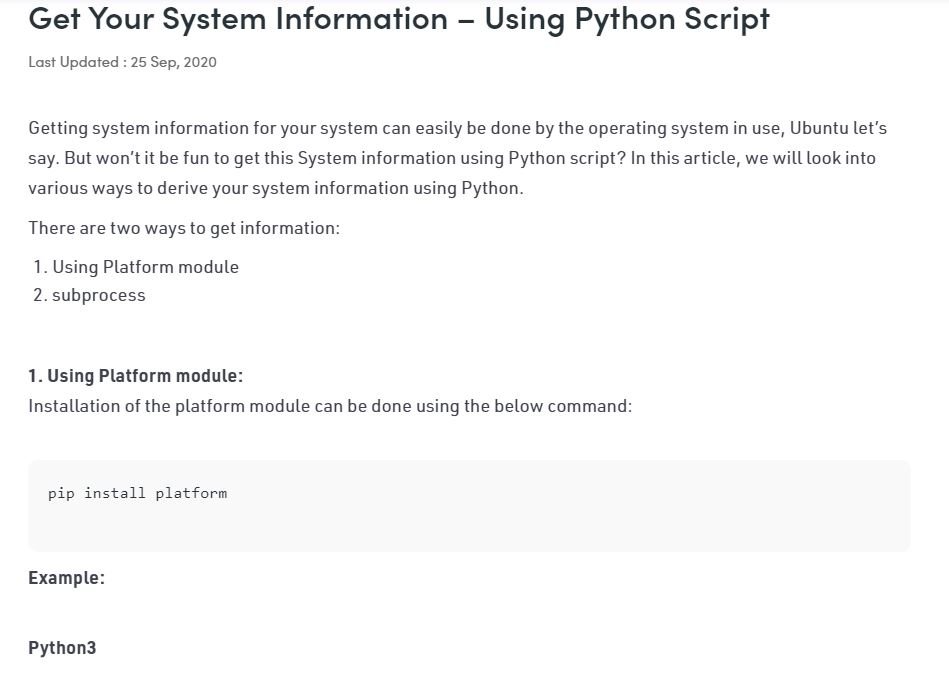 Get Your System Information – Using Python Script
Last Updated : 25 Sep, 2020
Getting system information for your system can easily be done by the operating system in use, Ubuntu let’s
say. But won’t it be fun to get this System information using Python script? In this article, we will look into
various ways to derive your system information using Python.
There are two ways to get information:
1. Using Platform module
2. subprocess
1. Using Platform module:
Installation of the platform module can be done using the below command:
pip install platform
Example:
Python3